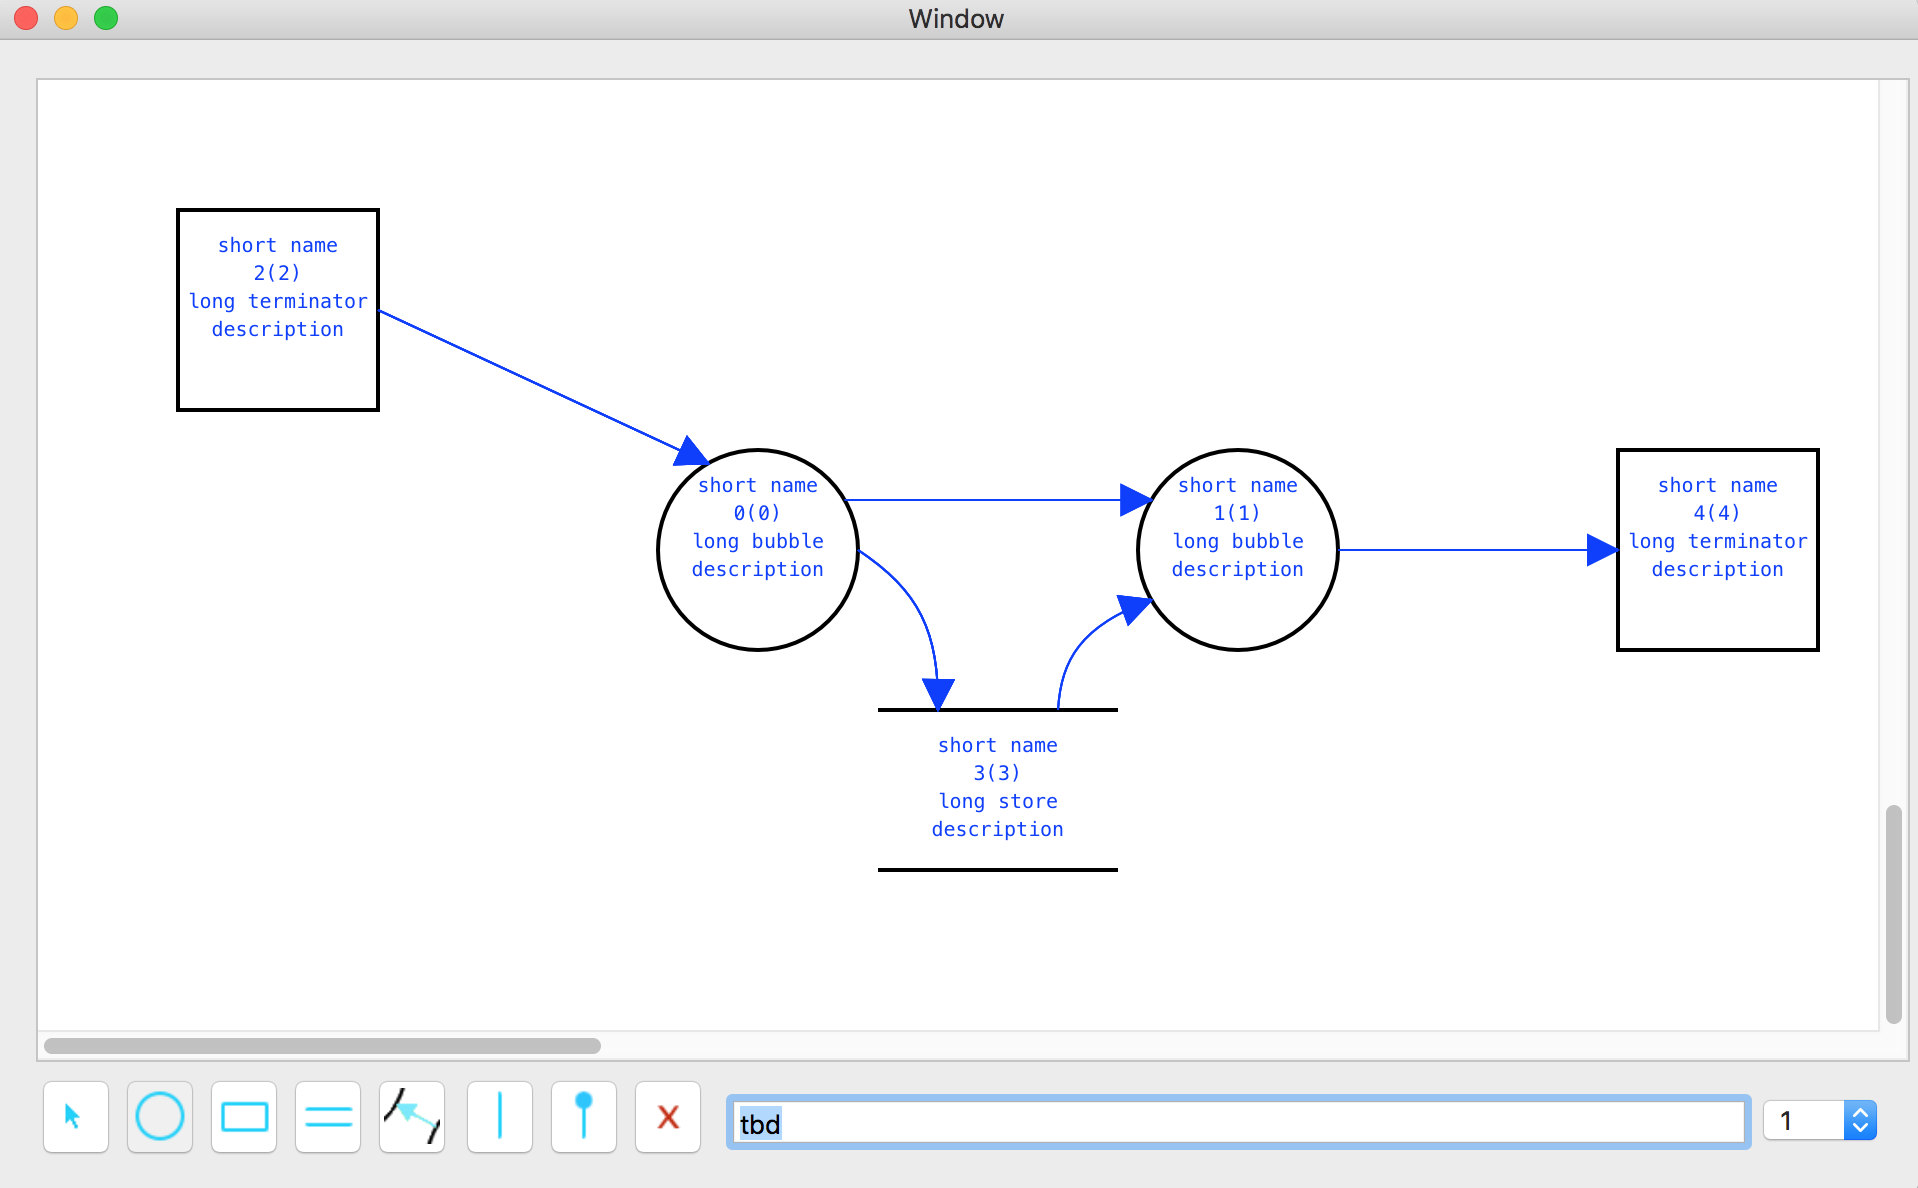 Window
short name
2(2)
long terminator
description
short name
0(0)
long bubble
description
short name
1(1)
long bubble
description
short name
4(4)
long terminator
description
short name
3(3)
long store
description
X
tbd
1